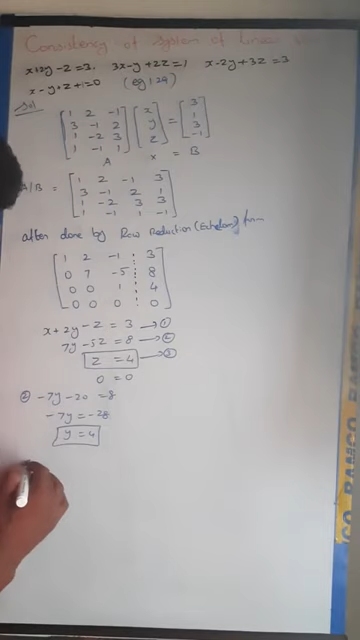 Consistency of system of Linear
x+2y-z=3, 3x-y+2z=1 x-2y+3z=3
x-y+z+1=0 (eg 1.29)
Sol
[1 2 -1] [x] = [3]
[3 -1 2] [y] [1]
[1 -2 3] [z] [3]
[1 -1 1] [-1]
A x = B
A/B = [1 2 -1 3]
[3 -1 2 1]
[1 -2 3 3]
[1 -1 1 -1]
after done by Row Reduction (Echelon) form
[1 2 -1 : 3]
[0 7 -5 : 8]
[0 0 1 : 4]
[0 0 0 : 0]
x+2y-z = 3 → ①
7y-5z = 8 → ②
z = 4 → ③
0 = 0
② -7y-20 = 8
-7y = -28
y = 4